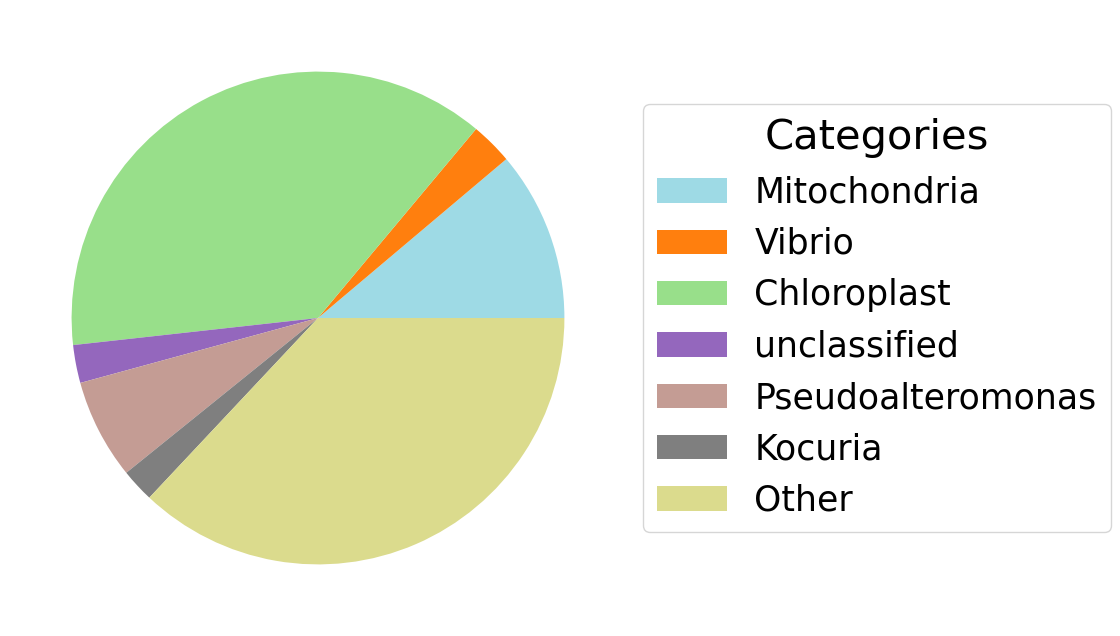 Categories
Mitochondria
Vibrio
Chloroplast
unclassified
Pseudoalteromonas
Kocuria
Other